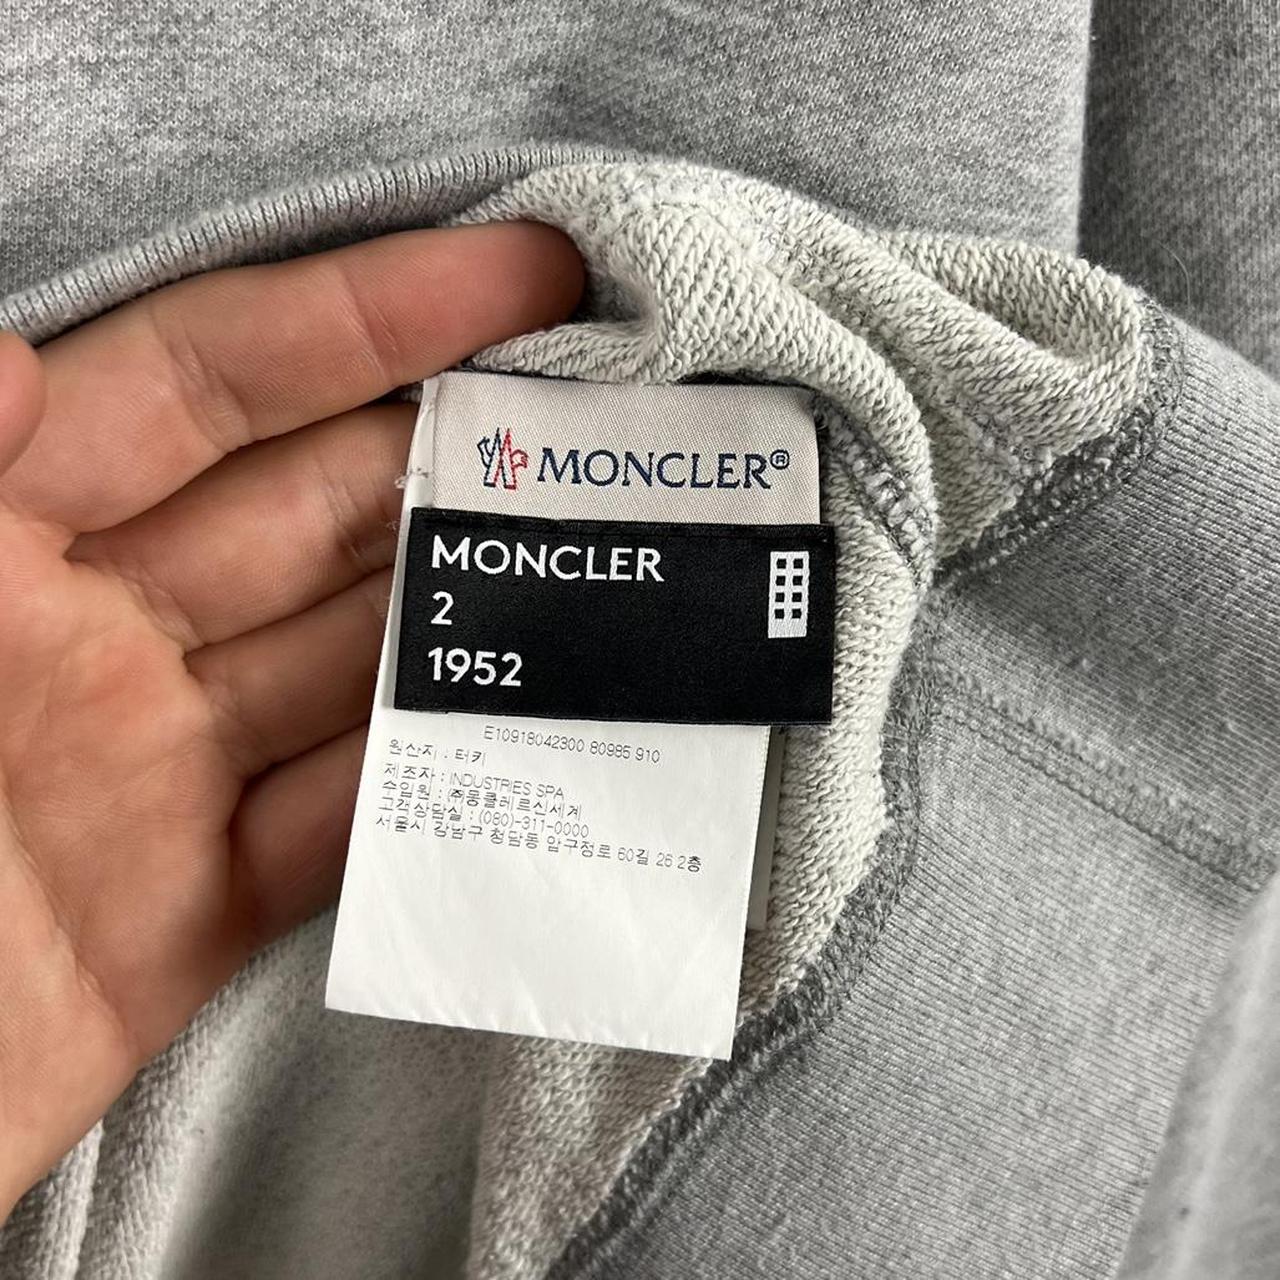 MONCLER®
MONCLER
2
1952
E10918042300 80985 910
원산지 : 터키
제조자 : INDUSTRIES SPA
수입원 : ㈜몽클레르신세계
고객상담실 : (080)-311-0000
서울시 강남구 청담동 압구정로 60길 26 2층